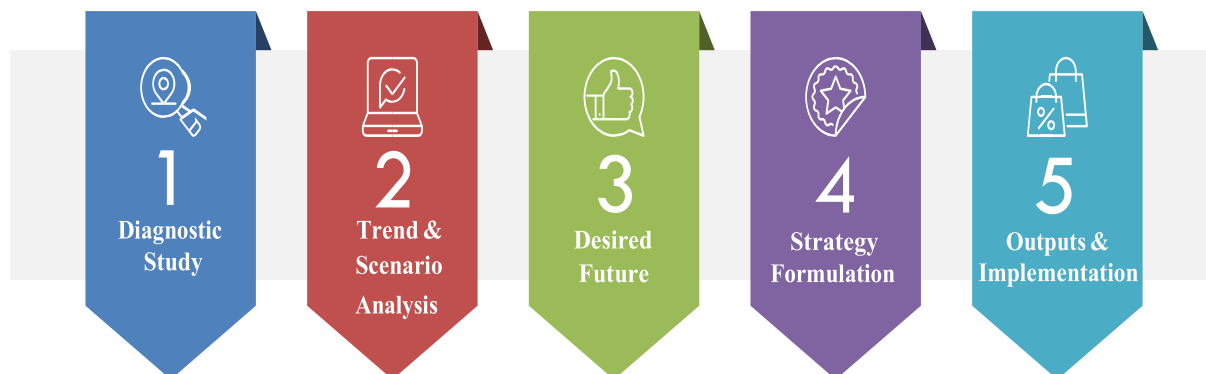 1
Diagnostic
Study
2
Trend &
Scenario
Analysis
3
Desired
Future
4
Strategy
Formulation
%
5
Outputs &
Implementation